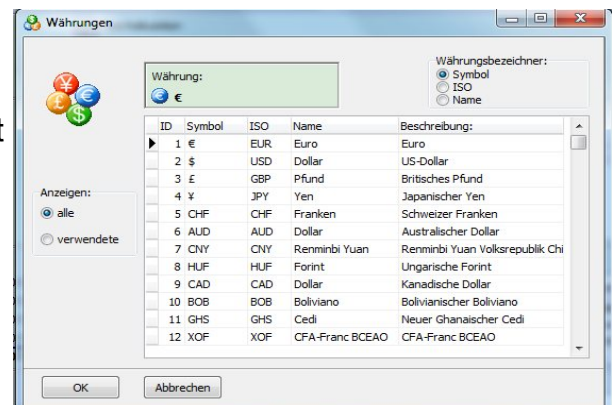 Währungen
Währung:
€ €
Währungsbezeichner:
Symbol
ISO
Name
t
Anzeigen:
alle
verwendete
ID Symbol ISO Name Beschreibung:
1 € EUR Euro Euro
2 $ USD Dollar US-Dollar
3 £ GBP Pfund Britisches Pfund
4 ¥ JPY Yen Japanischer Yen
5 CHF CHF Franken Schweizer Franken
6 AUD AUD Dollar Australischer Dollar
7 CNY CNY Renminbi Yuan Renminbi Yuan Volksrepublik Chi
8 HUF HUF Forint Ungarische Forint
9 CAD CAD Dollar Kanadische Dollar
10 BOB BOB Boliviano Bolivianischer Boliviano
11 GHS GHS Cedi Neuer Ghanaischer Cedi
12 XOF XOF CFA-Franc BCEAO CFA-Franc BCEAO
OK Abbrechen